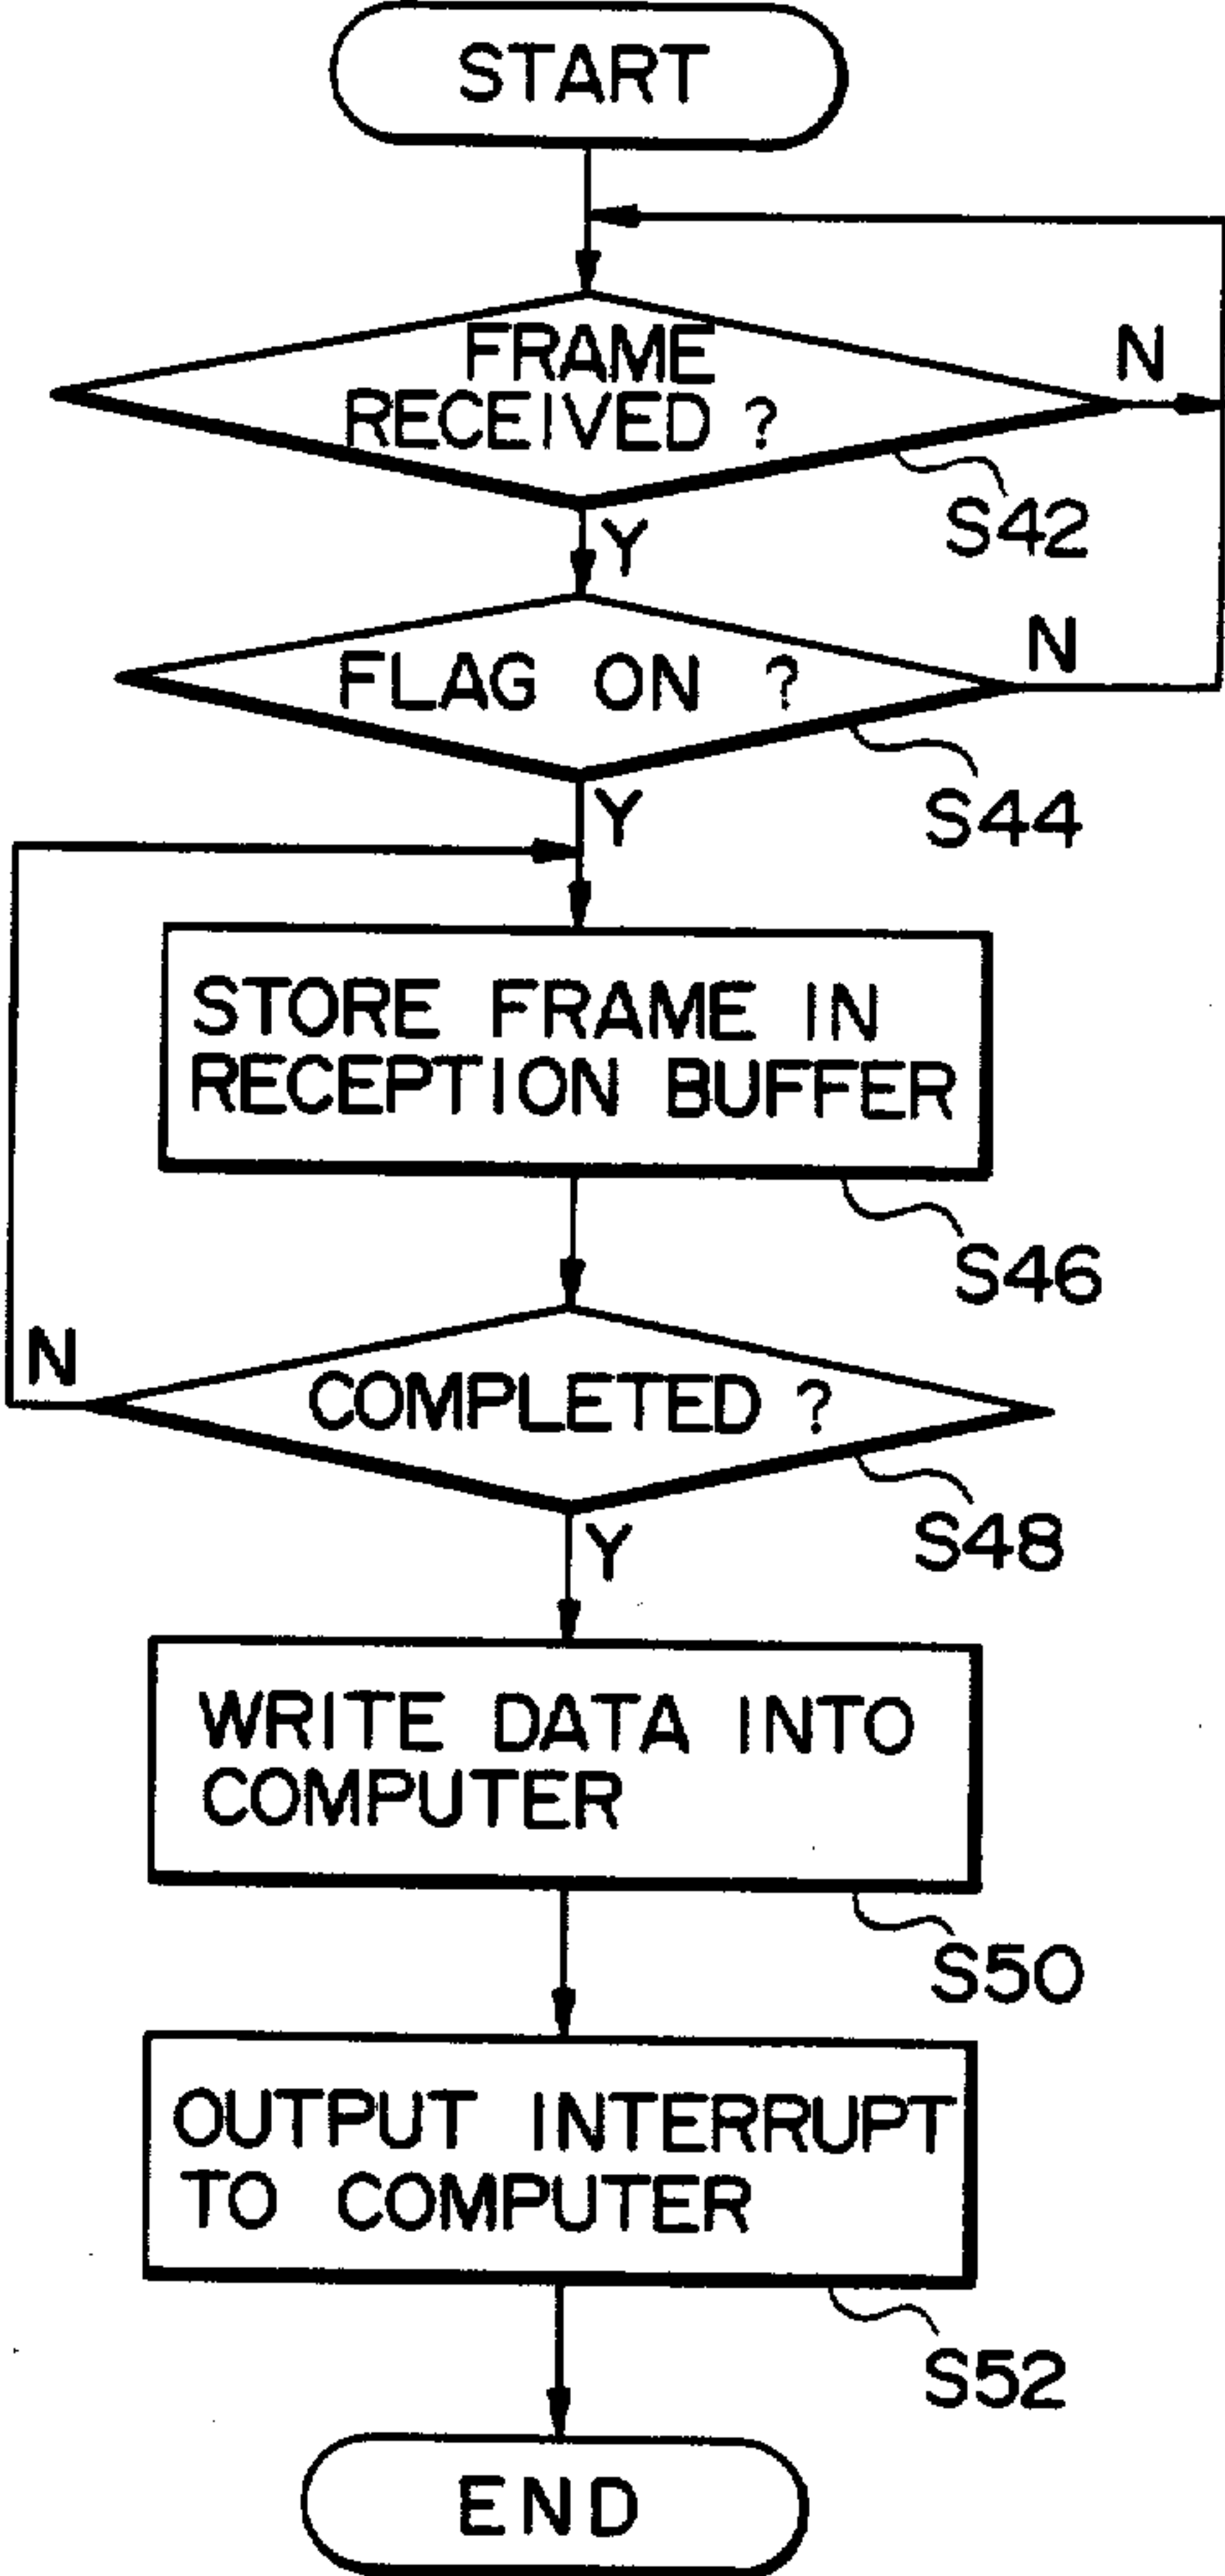 START
FRAME
RECEIVED ?
N
S42
Y
FLAG ON ?
N
S44
Y
STORE FRAME IN
RECEPTION BUFFER
S46
N
COMPLETED ?
S48
Y
WRITE DATA INTO
COMPUTER
S50
OUTPUT INTERRUPT
TO COMPUTER
S52
END